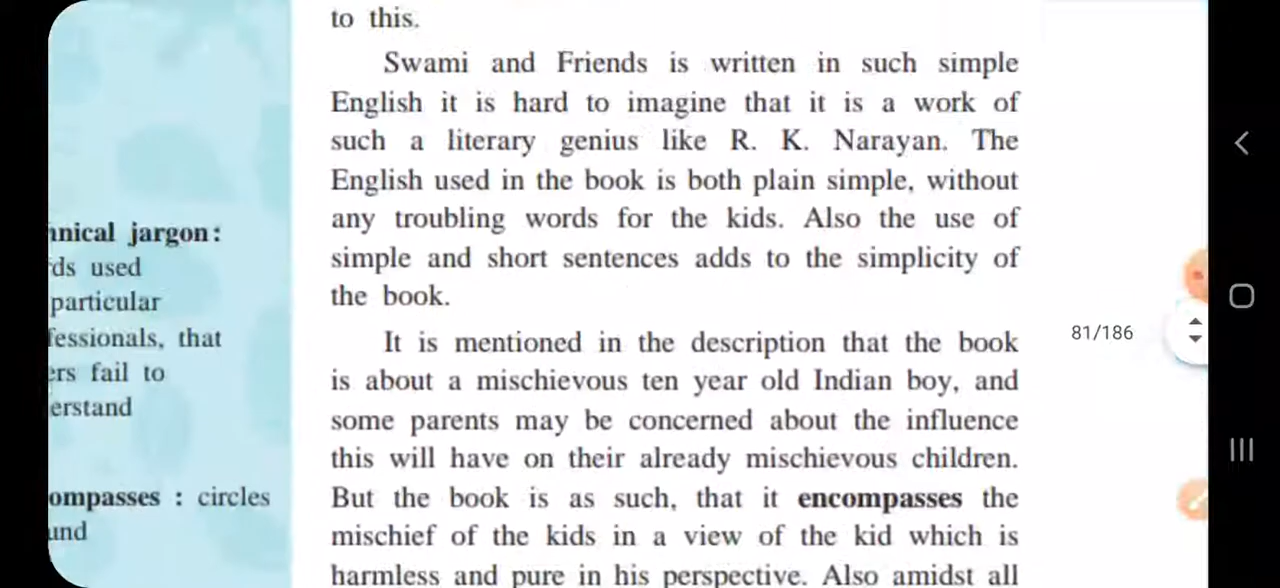 to this.
Swami and Friends is written in such simple
English it is hard to imagine that it is a work of
such a literary genius like R. K. Narayan. The
English used in the book is both plain simple, without
any troubling words for the kids. Also the use of
simple and short sentences adds to the simplicity of
the book.
It is mentioned in the description that the book
is about a mischievous ten year old Indian boy, and
some parents may be concerned about the influence
this will have on their already mischievous children.
But the book is as such, that it encompasses the
mischief of the kids in a view of the kid which is
harmless and pure in his perspective. Also amidst all
nical jargon:
ds used
particular
fessionals, that
ers fail to
erstand
ompasses : circles
und
81/186